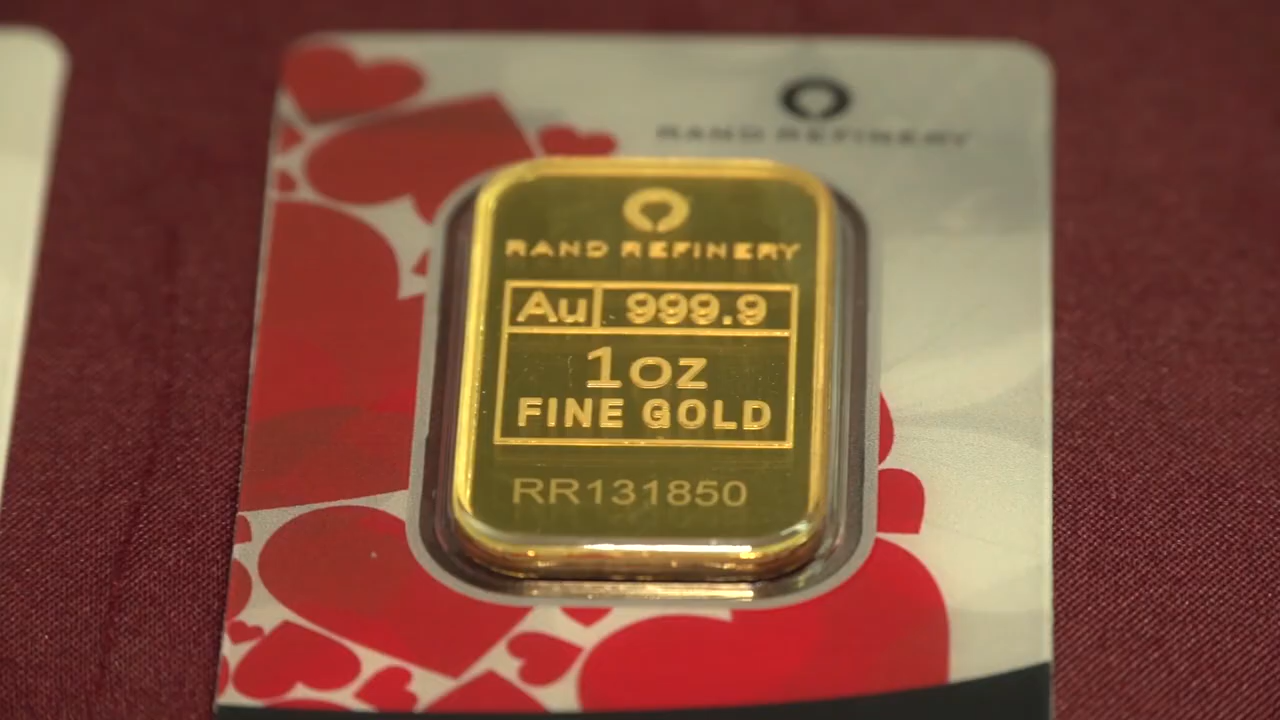 RAND REFINERY
RAND REFINERY
Au 999.9
1oz
FINE GOLD
RR131850